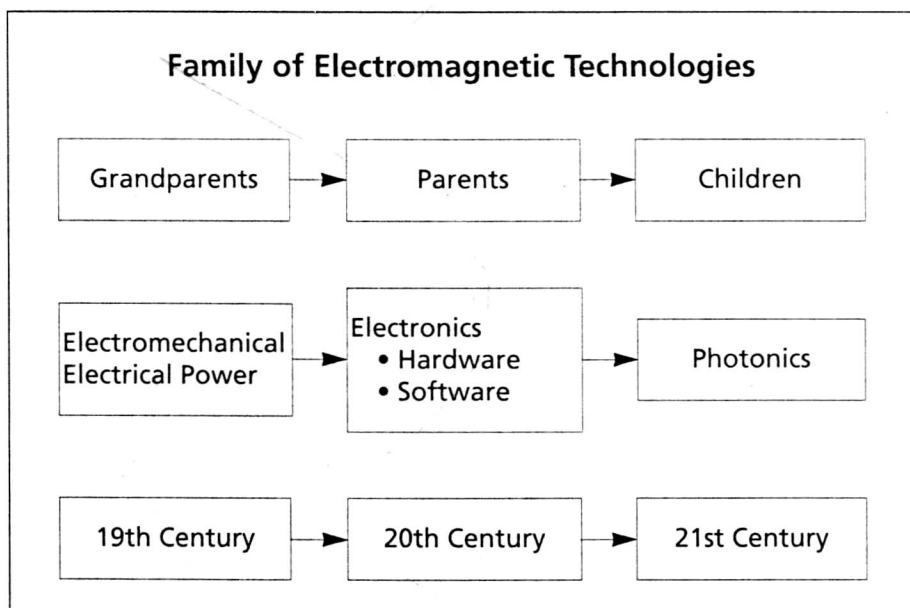 Family of Electromagnetic Technologies
Grandparents
Parents
Children
Electromechanical
Electrical Power
Electronics
• Hardware
• Software
Photonics
19th Century
20th Century
21st Century